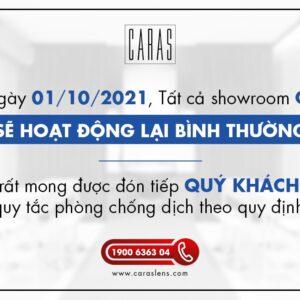 CARAS
gày 01/10/2021, Tất cả showroom
SẼ HOẠT ĐỘNG LẠI BÌNH THƯỜNG
rất mong được đón tiếp QUÝ KHÁCH
quy tắc phòng chống dịch theo quy định
1900 6363 04
www.caraslens.com